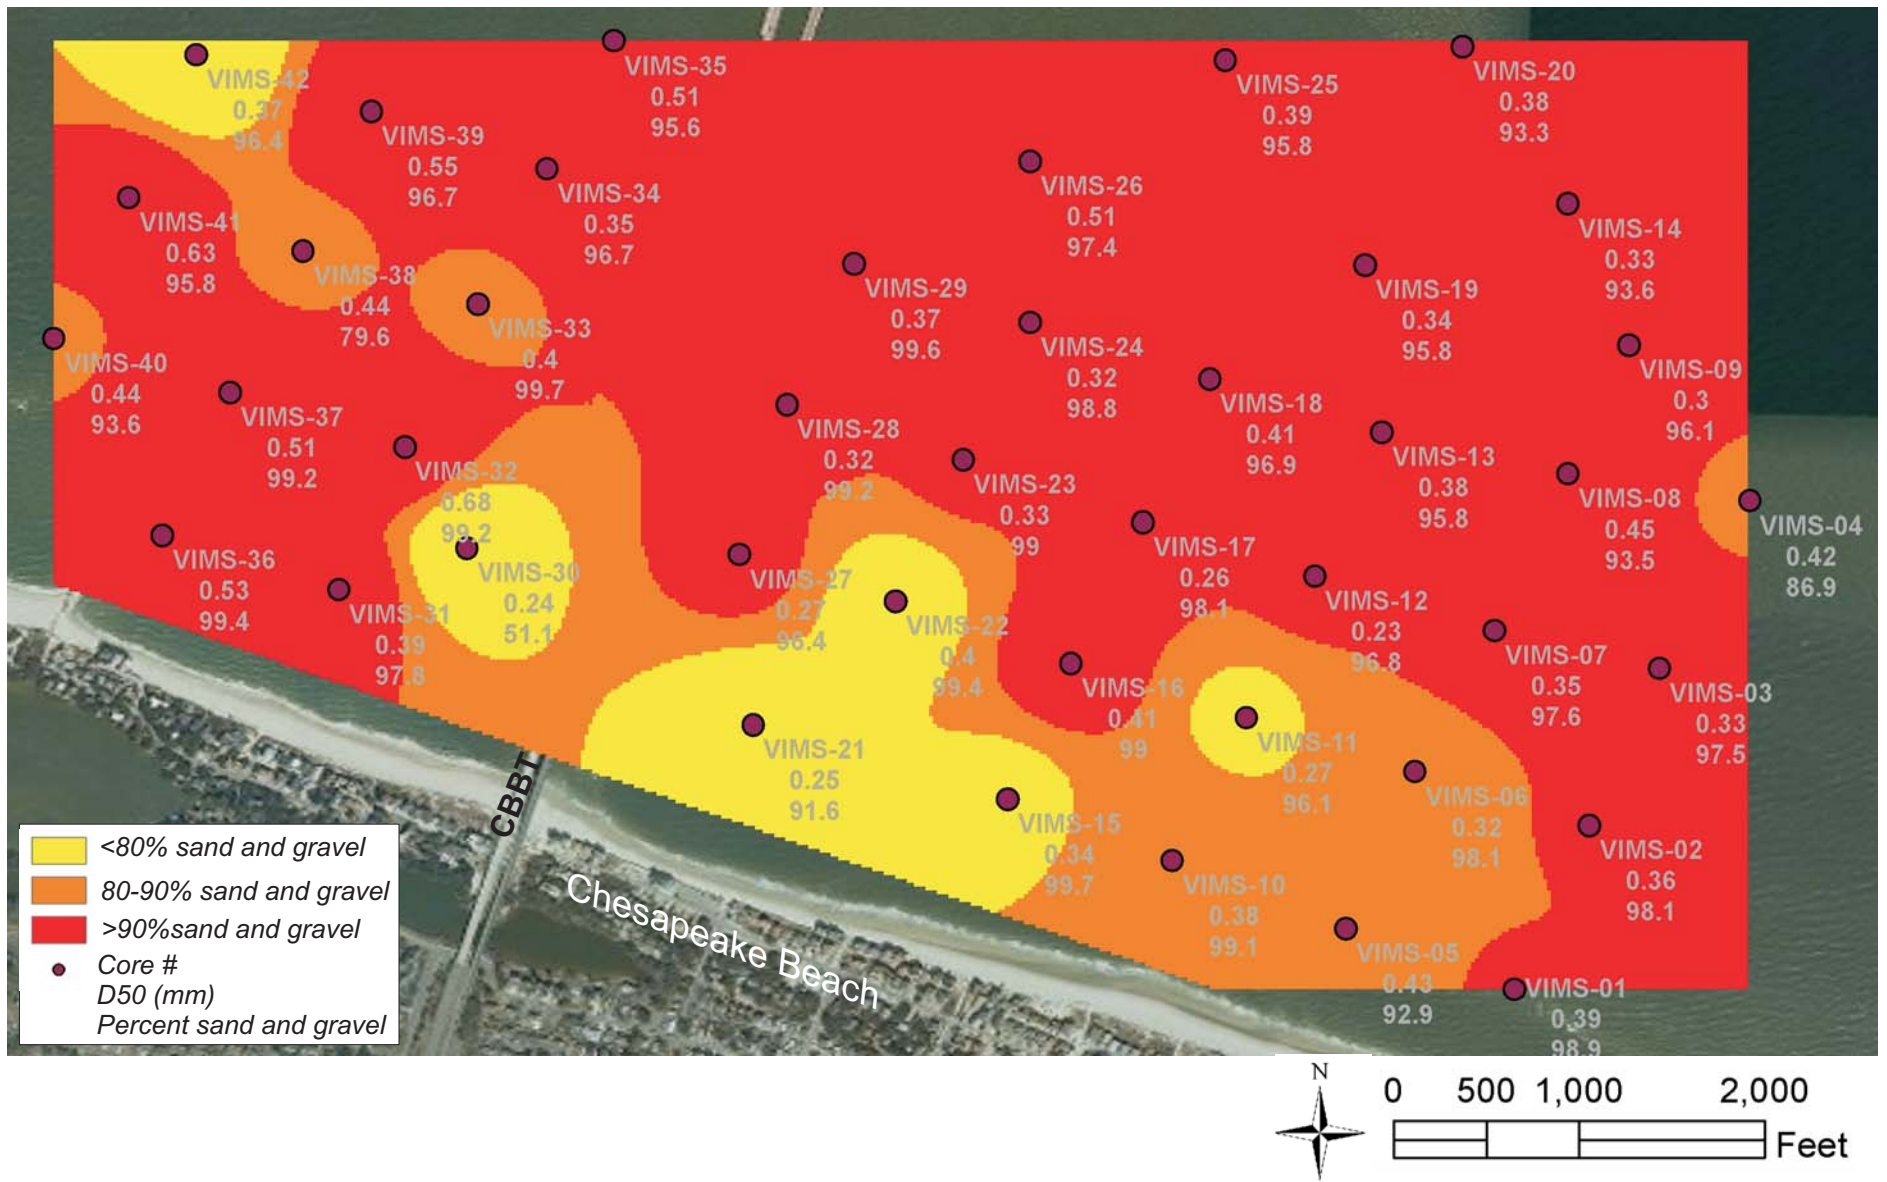 VIMS-42
0.37
96.4
VIMS-35
0.51
95.6
VIMS-25
0.39
95.8
VIMS-20
0.38
93.3
VIMS-39
0.55
96.7
VIMS-34
0.35
96.7
VIMS-26
0.51
97.4
VIMS-14
0.33
93.6
VIMS-41
0.63
95.8
VIMS-38
0.44
79.6
VIMS-33
0.4
99.7
VIMS-29
0.37
99.6
VIMS-24
0.32
98.8
VIMS-19
0.34
95.8
VIMS-40
0.44
93.6
VIMS-37
0.51
99.2
VIMS-32
0.68
99.2
VIMS-28
0.32
99.2
VIMS-23
0.33
99
VIMS-18
0.41
96.9
VIMS-13
0.38
95.8
VIMS-09
0.3
96.1
VIMS-08
0.45
93.5
VIMS-04
0.42
86.9
VIMS-36
0.53
99.4
VIMS-31
0.39
97.8
VIMS-30
0.24
51.1
VIMS-27
0.27
96.4
VIMS-22
0.4
99.4
VIMS-17
0.26
98.1
VIMS-12
0.23
96.8
VIMS-07
0.35
97.6
VIMS-03
0.33
97.5
VIMS-21
0.25
91.6
VIMS-16
0.41
99
VIMS-11
0.27
96.1
VIMS-06
0.32
98.1
VIMS-15
0.34
99.7
VIMS-10
0.38
99.1
VIMS-02
0.36
98.1
VIMS-05
0.43
92.9
VIMS-01
0.39
98.9
CBBT
Chesapeake Beach
<80% sand and gravel
80-90% sand and gravel
>90%sand and gravel
Core #
D50 (mm)
Percent sand and gravel
N
0 500 1,000 2,000
Feet